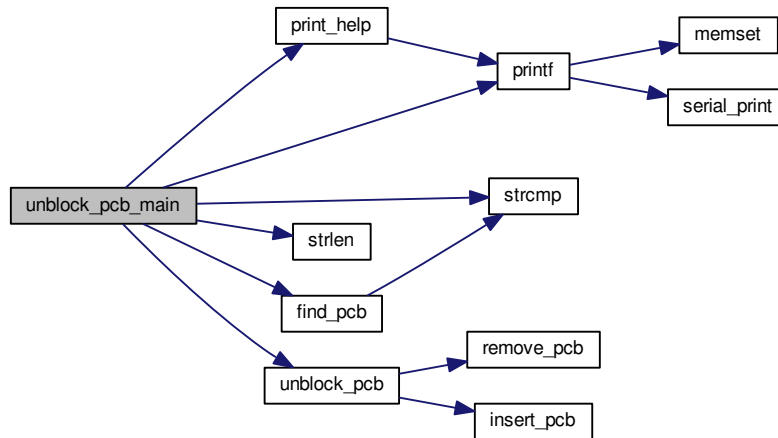 print_help
memset
printf
serial_print
unblock_pcb_main
strcmp
strlen
find_pcb
remove_pcb
unblock_pcb
insert_pcb